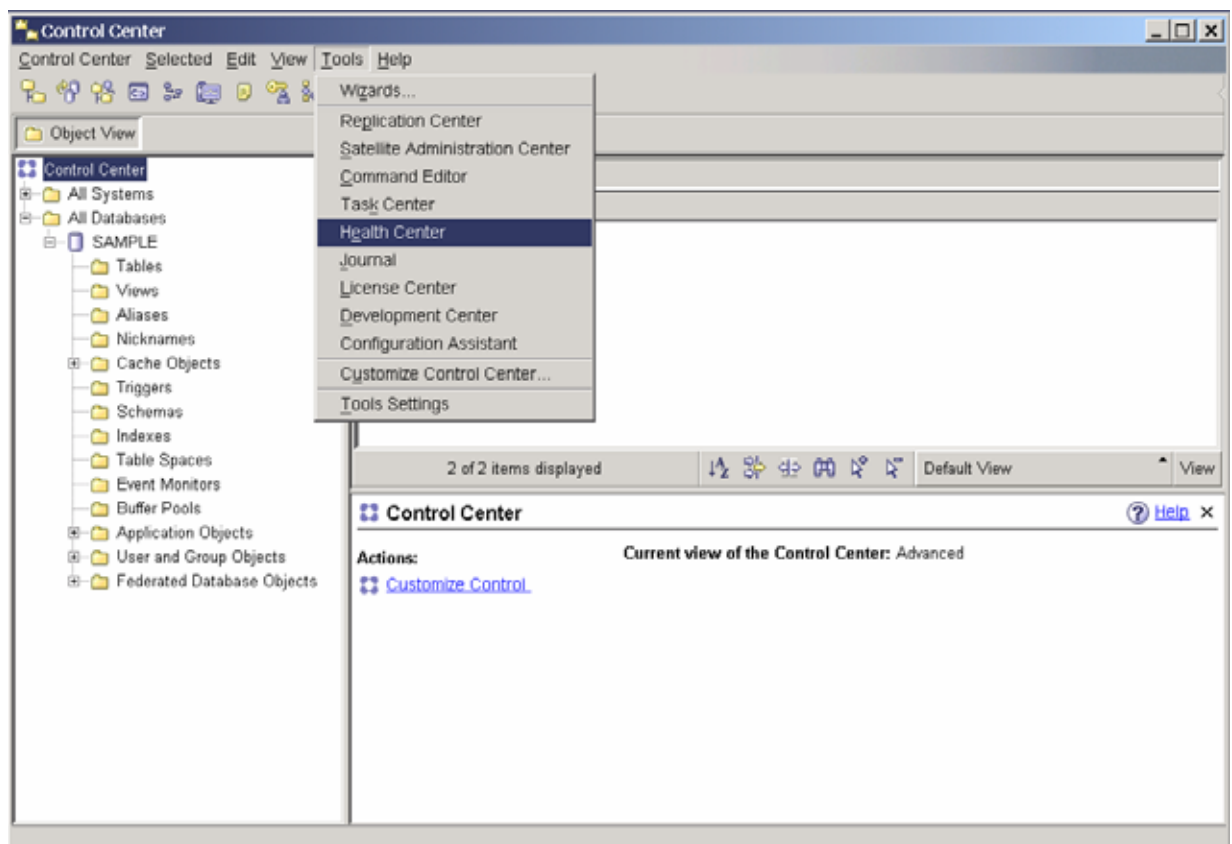 Control Center
Control Center Selected Edit View Tools Help
Wizards...
Replication Center
Satellite Administration Center
Command Editor
Task Center
Health Center
Journal
License Center
Development Center
Configuration Assistant
Customize Control Center...
Tools Settings
Object View
Control Center
All Systems
All Databases
SAMPLE
Tables
Views
Aliases
Nicknames
Cache Objects
Triggers
Schemas
Indexes
Table Spaces
Event Monitors
Buffer Pools
Application Objects
User and Group Objects
Federated Database Objects
2 of 2 items displayed Default View View
Control Center Help
Actions: Current view of the Control Center: Advanced
Customize Control